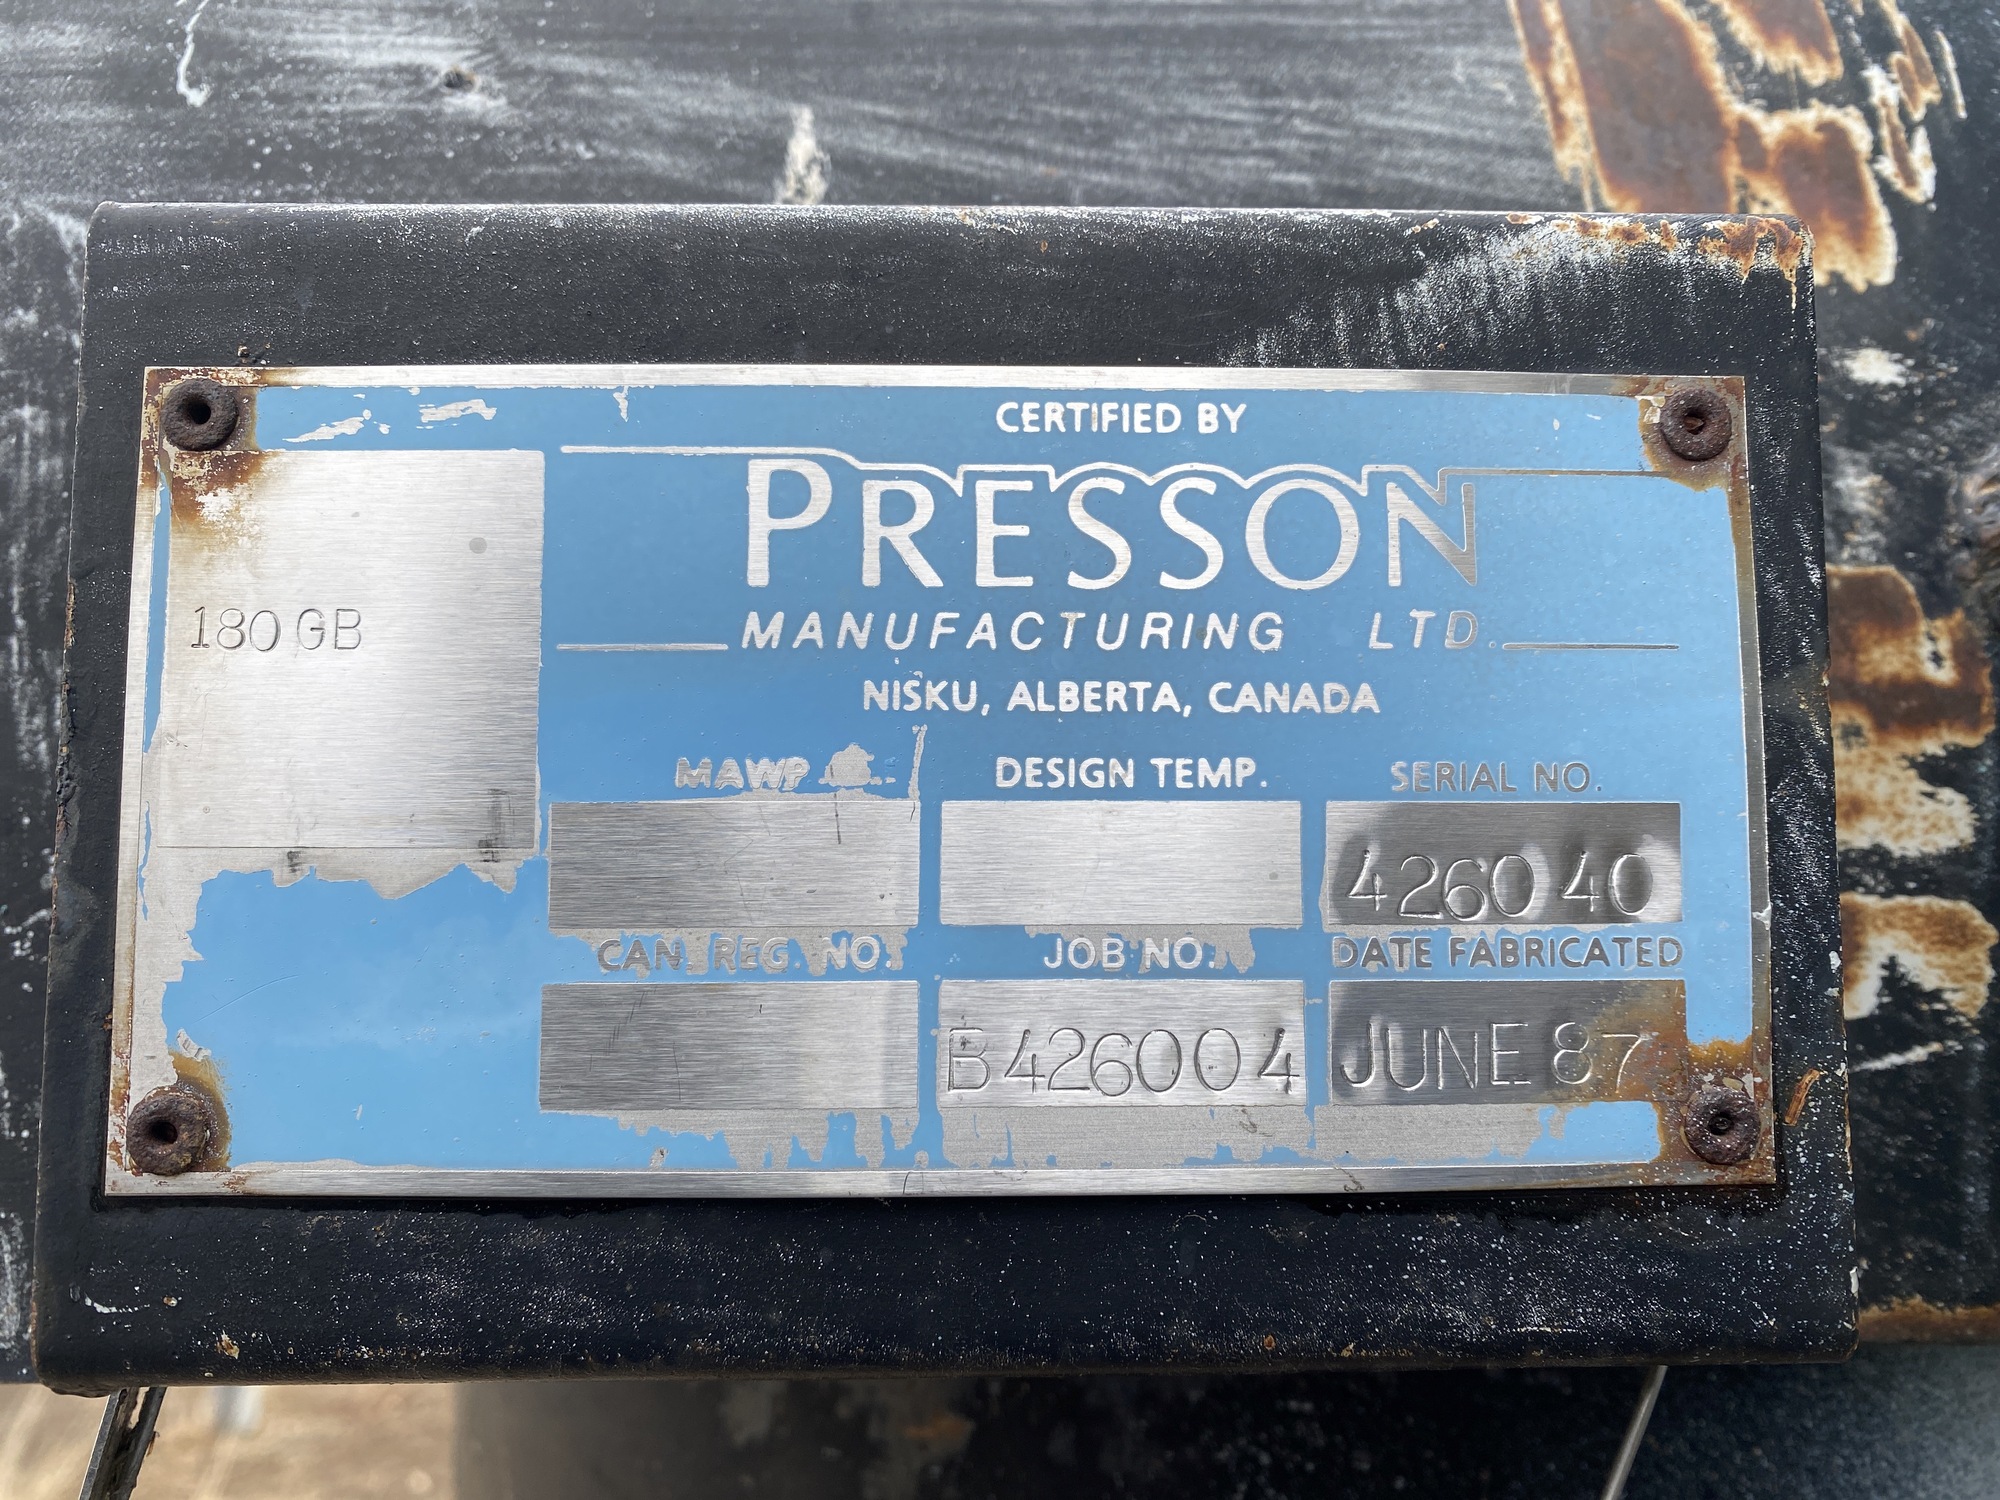 CERTIFIED BY
PRESSON
MANUFACTURING LTD.
NISKU, ALBERTA, CANADA
180 GB
MAWP
DESIGN TEMP.
SERIAL NO.
426040
CAN. REG. NO.
JOB NO.
DATE FABRICATED
B426004
JUNE 87